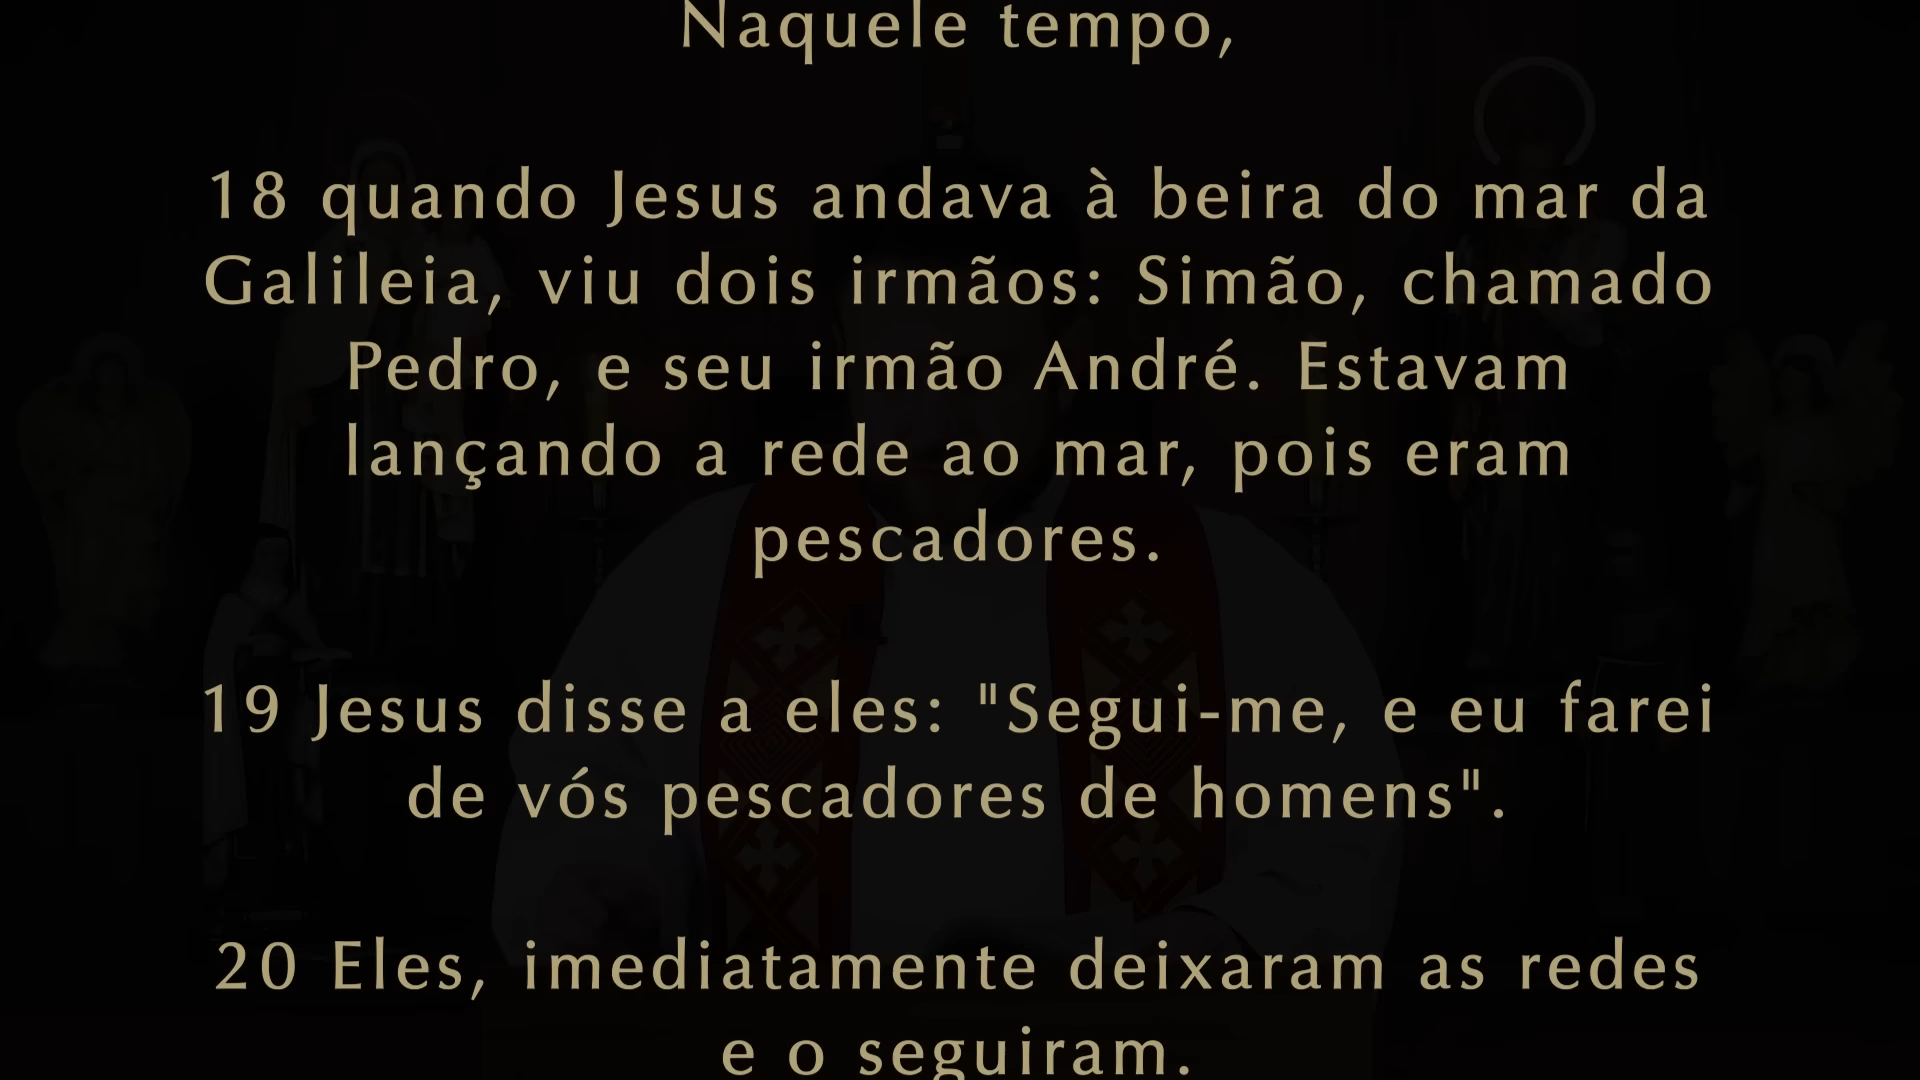 Naquele tempo,
18 quando Jesus andava à beira do mar da
Galileia, viu dois irmãos: Simão, chamado
Pedro, e seu irmão André. Estavam
lançando a rede ao mar, pois eram
pescadores.
19 Jesus disse a eles: "Segui-me, e eu farei
de vós pescadores de homens".
20 Eles, imediatamente deixaram as redes
e o seguiram.